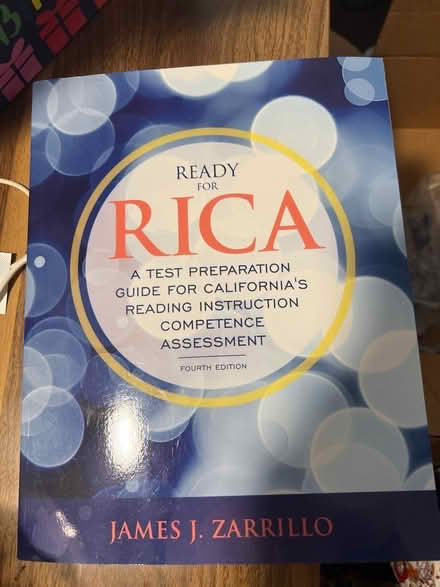 READY
FOR
RICA
A TEST PREPARATION
GUIDE FOR CALIFORNIA'S
READING INSTRUCTION
COMPETENCE
ASSESSMENT
FOURTH EDITION
JAMES J. ZARRILLO